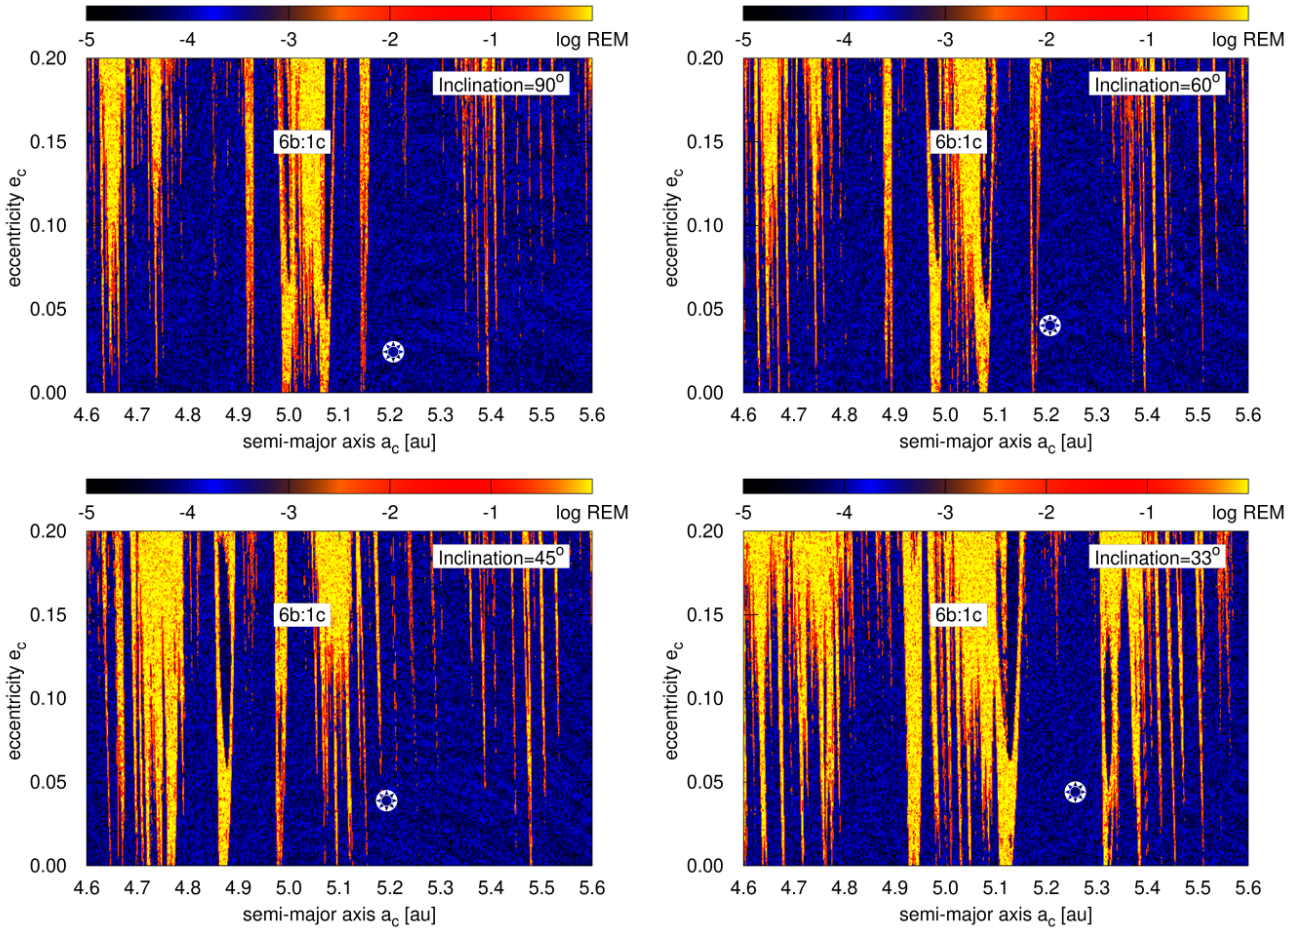 -5 -4 -3 -2 -1 log REM
0.20
0.15
0.10
0.05
0.00
eccentricity e_c
Inclination=90°
6b:1c
4.6 4.7 4.8 4.9 5.0 5.1 5.2 5.3 5.4 5.5 5.6
semi-major axis a_c [au]
-5 -4 -3 -2 -1 log REM
0.20
0.15
0.10
0.05
0.00
eccentricity e_c
Inclination=60°
6b:1c
4.6 4.7 4.8 4.9 5.0 5.1 5.2 5.3 5.4 5.5 5.6
semi-major axis a_c [au]
-5 -4 -3 -2 -1 log REM
0.20
0.15
0.10
0.05
0.00
eccentricity e_c
Inclination=45°
6b:1c
4.6 4.7 4.8 4.9 5.0 5.1 5.2 5.3 5.4 5.5 5.6
semi-major axis a_c [au]
-5 -4 -3 -2 -1 log REM
0.20
0.15
0.10
0.05
0.00
eccentricity e_c
Inclination=33°
6b:1c
4.6 4.7 4.8 4.9 5.0 5.1 5.2 5.3 5.4 5.5 5.6
semi-major axis a_c [au]